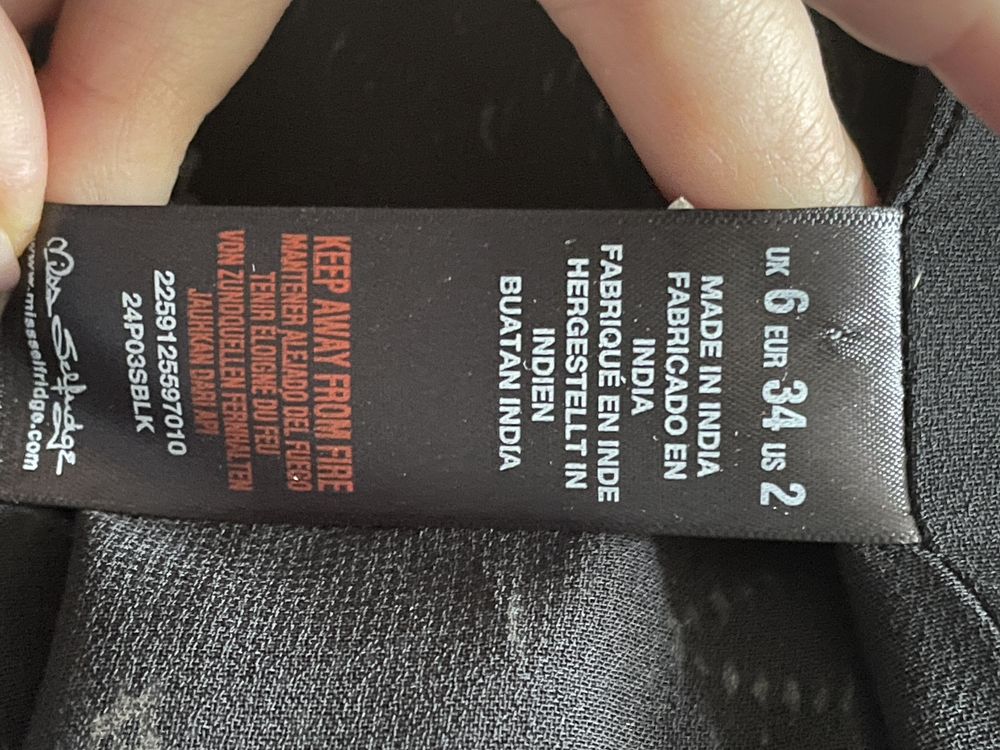 UK 6 EUR 34 US 2
MADE IN INDIA
FABRICADO EN
INDIA
FABRIQUÉ EN INDE
HERGESTELLT IN
INDIEN
BUATAN INDIA
KEEP AWAY FROM FIRE
MANTENER ALEJADO DEL FUEGO
TENIR ÉLOIGNÉ DU FEU
VON ZÜNDQUELLEN FERNHALTEN
JAUHKAN DARI API
2259125597010
24P03SBLK
Miss Selfridge
www.missselfridge.com